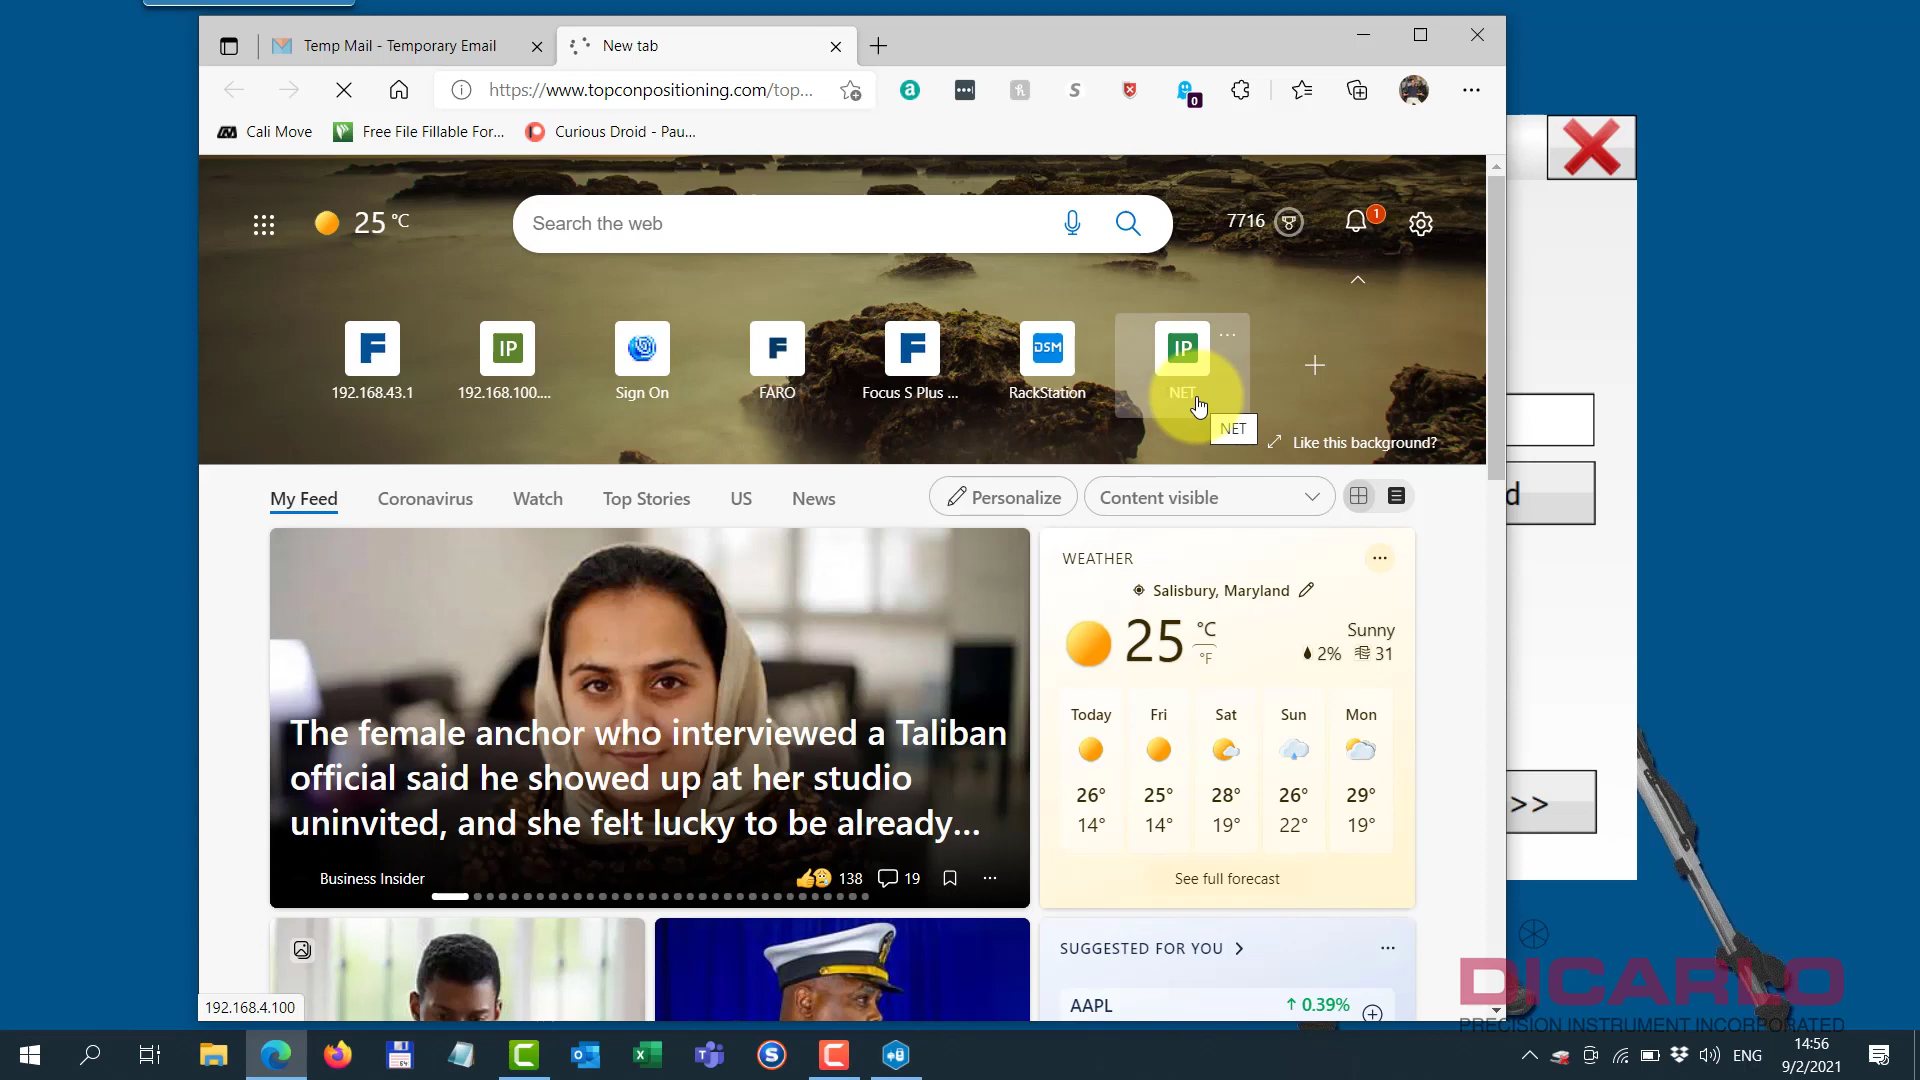 Temp Mail - Temporary Email
New tab
https://www.topconpositioning.com/top...
0
Cali Move
Free File Fillable For...
Curious Droid - Pau...
25 °C
Search the web
7716
1
F
IP
F
F
DSM
IP
192.168.43.1
192.168.100....
Sign On
FARO
Focus S Plus ...
RackStation
NET
NET
Like this background?
My Feed
Coronavirus
Watch
Top Stories
US
News
Personalize
Content visible
d
>>
The female anchor who interviewed a Taliban
official said he showed up at her studio
uninvited, and she felt lucky to be already...
Business Insider
138
19
WEATHER
Salisbury, Maryland
25 °C
°F
Sunny
2% 31
Today Fri Sat Sun Mon
26° 25° 28° 26° 29°
14° 14° 19° 22° 19°
See full forecast
SUGGESTED FOR YOU
AAPL
0.39%
192.168.4.100
DICARLO
PRECISION INSTRUMENT INCORPORATED
ENG
14:56
9/2/2021